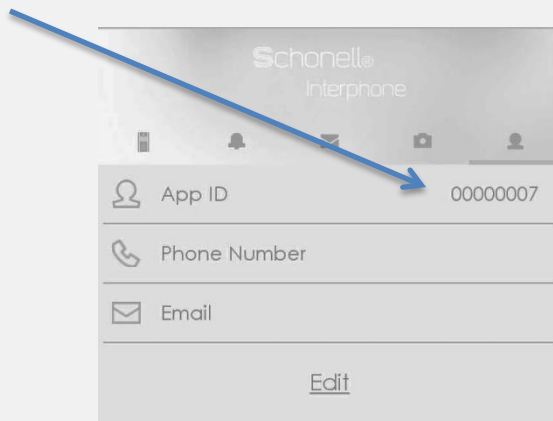 Schonell®
Interphone
App ID 00000007
Phone Number
Email
Edit